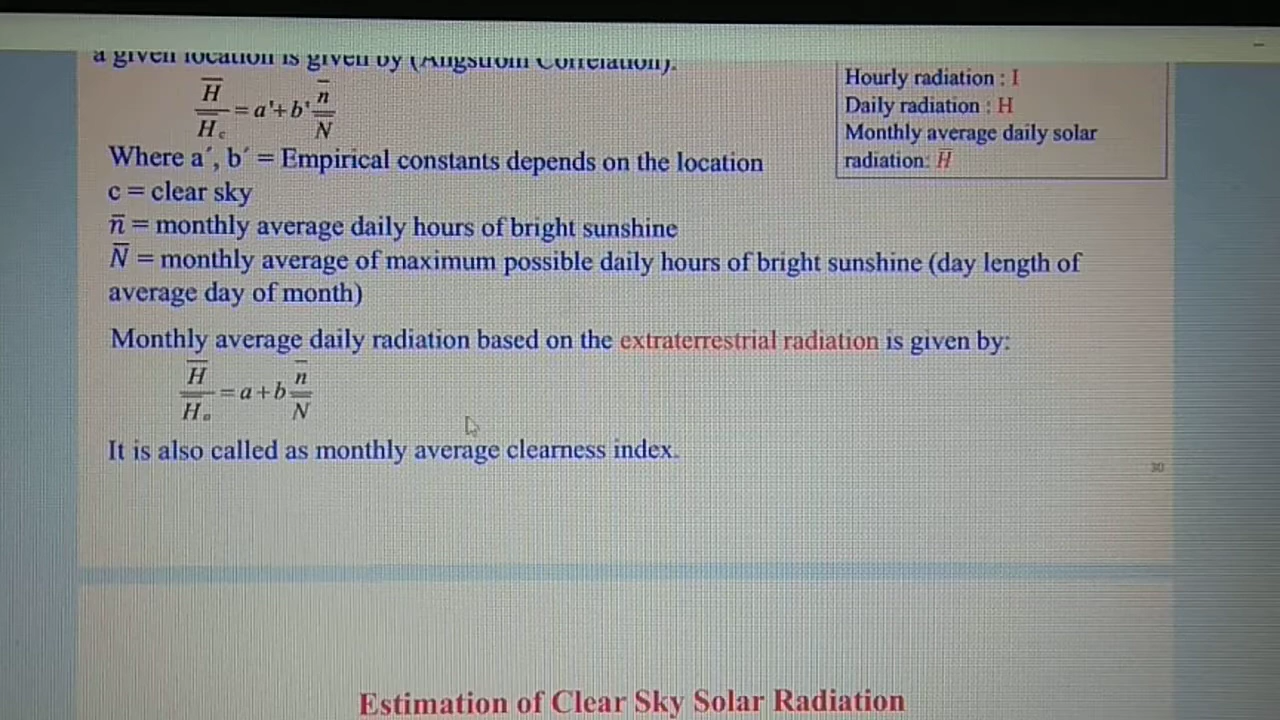 a given location is given by (Angstrom Correlation).
H̅ / H̅c = a'+b' n̅ / N̅
Where a´, b´ = Empirical constants depends on the location
c = clear sky
n̅ = monthly average daily hours of bright sunshine
N̅ = monthly average of maximum possible daily hours of bright sunshine (day length of
average day of month)
Hourly radiation : I
Daily radiation : H
Monthly average daily solar
radiation: H̅
Monthly average daily radiation based on the extraterrestrial radiation is given by:
H̅ / H̅o = a+b n̅ / N̅
It is also called as monthly average clearness index.
30
Estimation of Clear Sky Solar Radiation